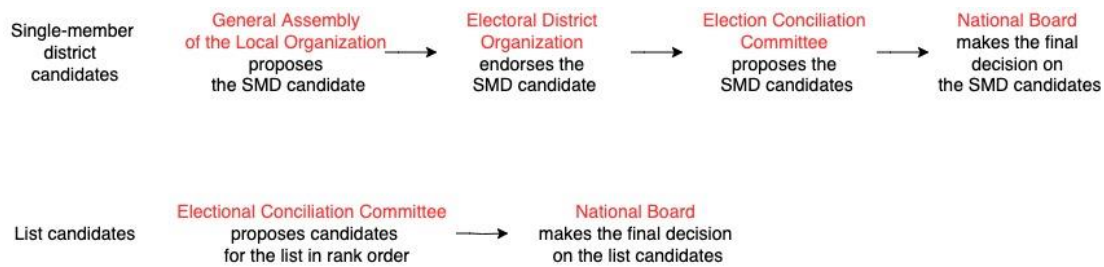 Single-member
district
candidates
General Assembly
of the Local Organization
proposes
the SMD candidate
Electoral District
Organization
endorses the
SMD candidate
Election Conciliation
Committee
proposes the
SMD candidates
National Board
makes the final
decision on
the SMD candidates
List candidates
Electional Conciliation Committee
proposes candidates
for the list in rank order
National Board
makes the final decision
on the list candidates